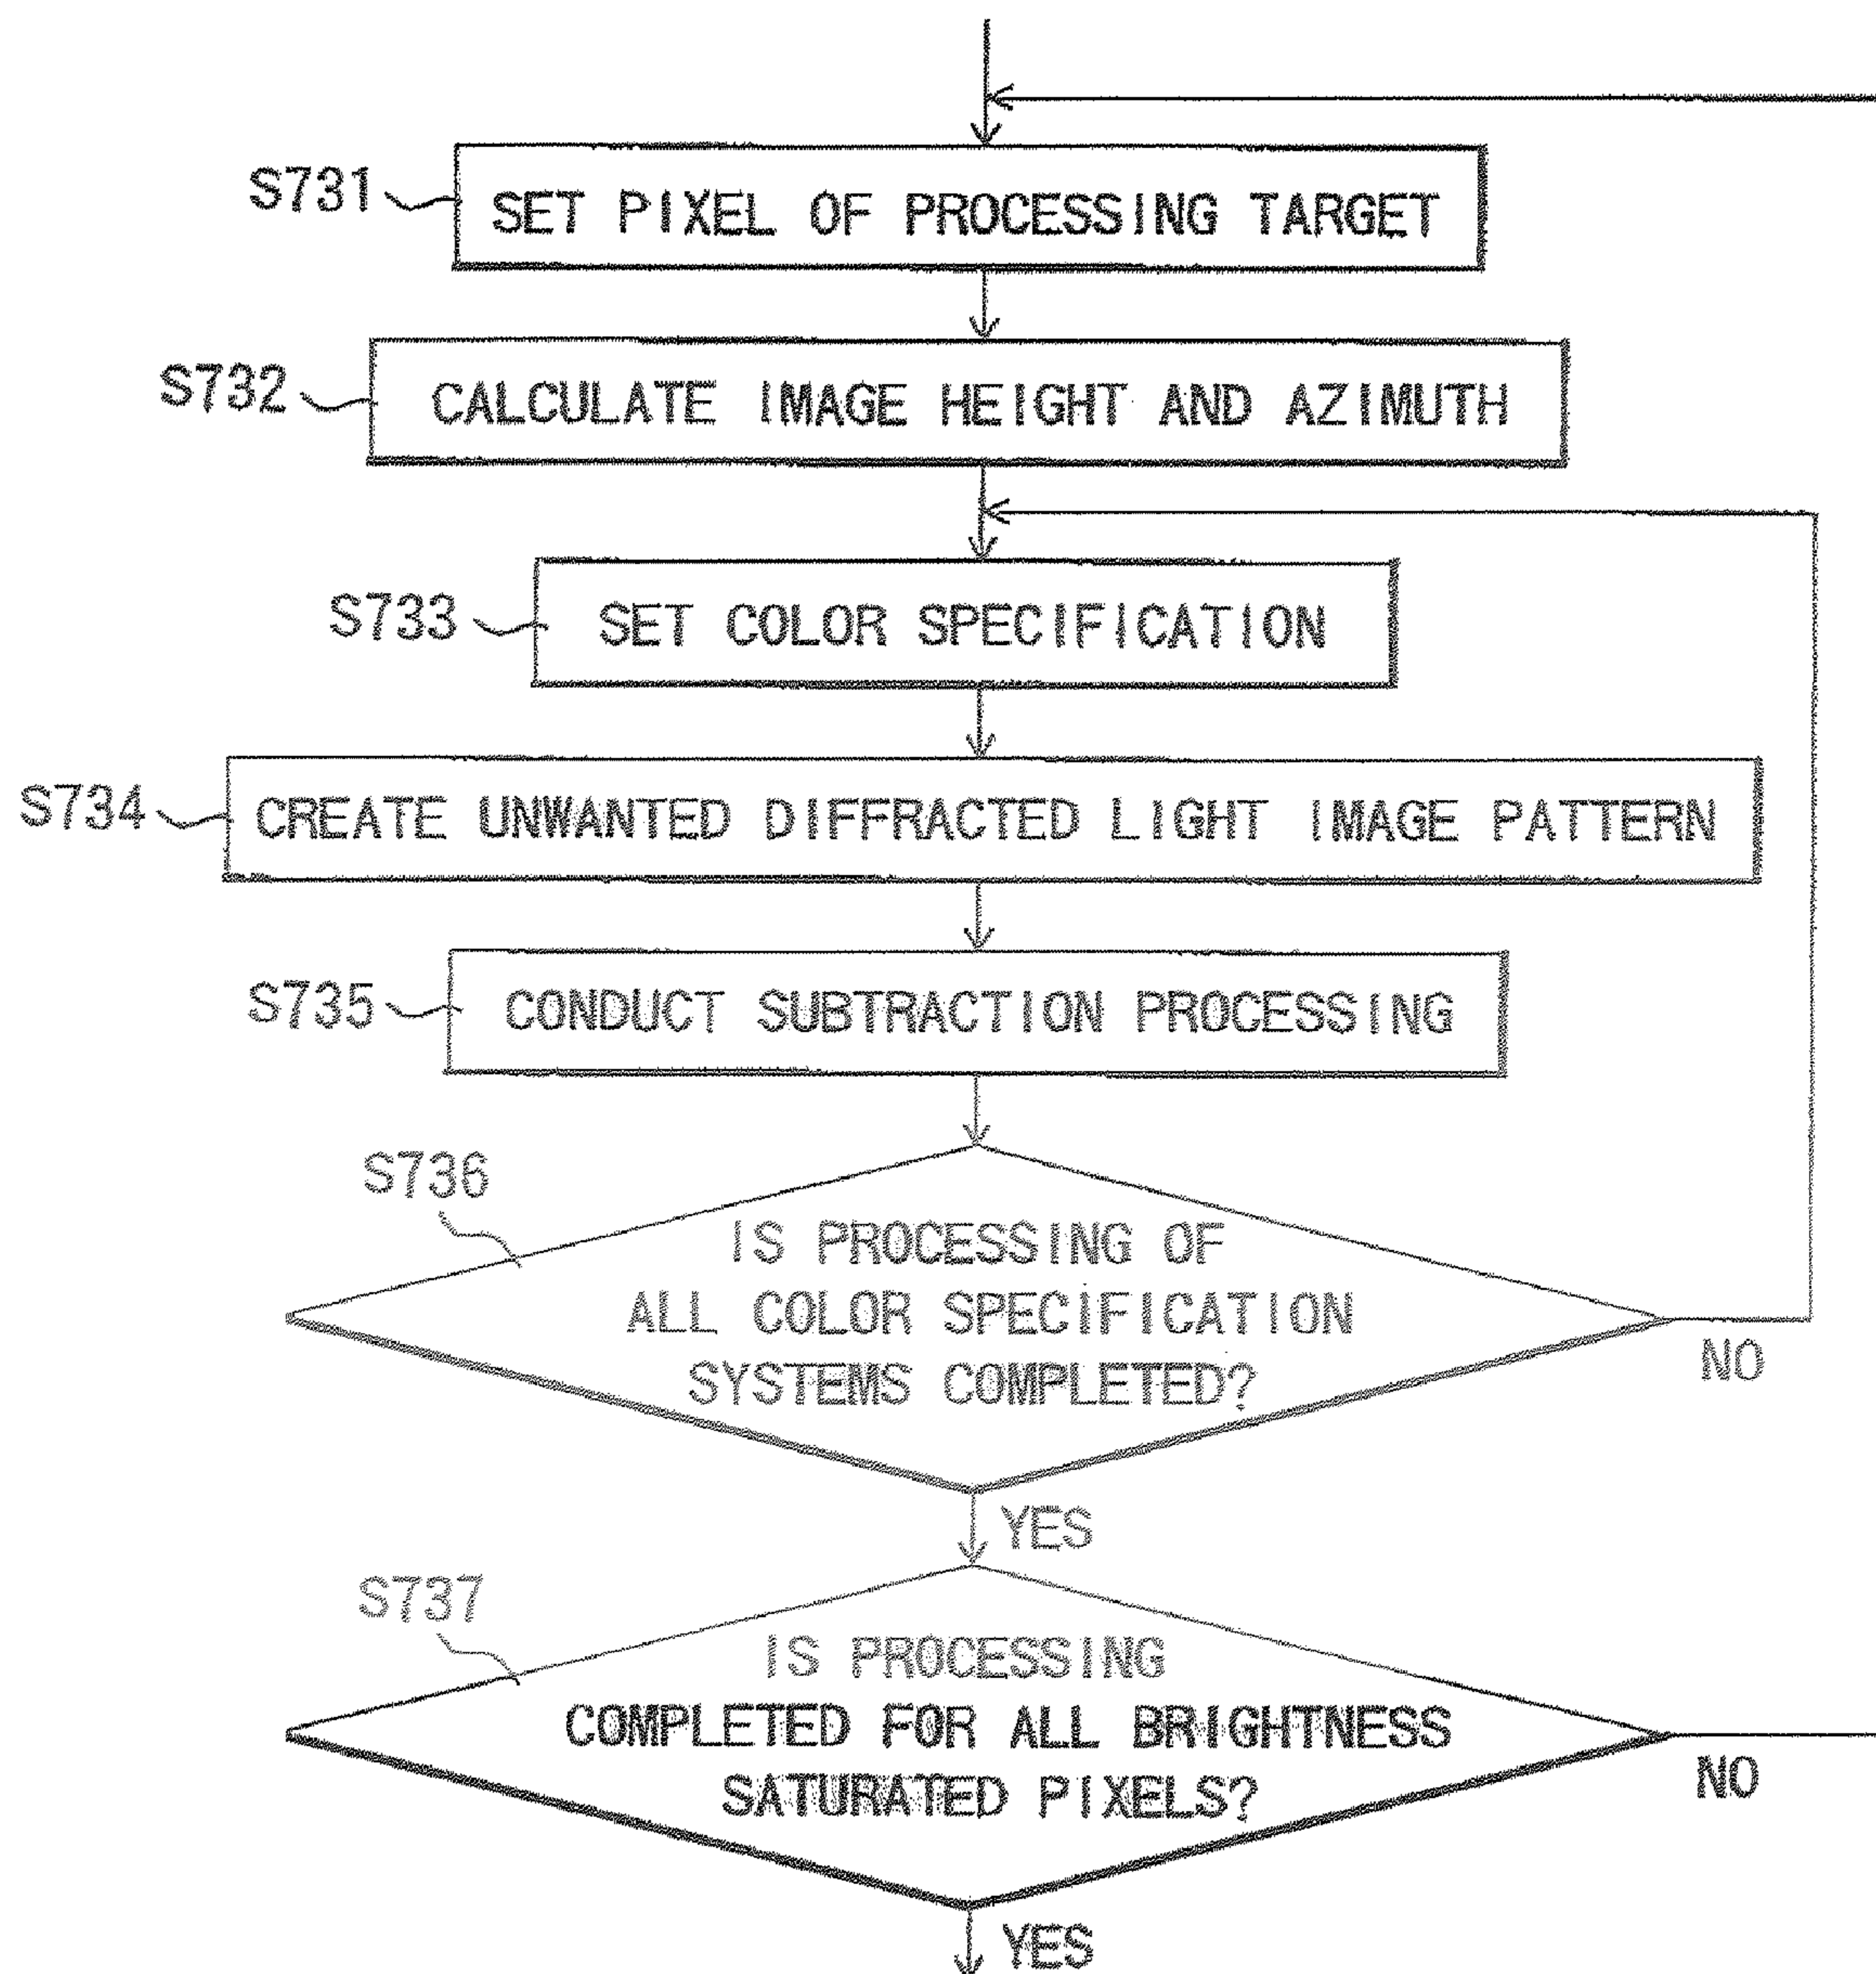 S731
SET PIXEL OF PROCESSING TARGET
S732
CALCULATE IMAGE HEIGHT AND AZIMUTH
S733
SET COLOR SPECIFICATION
S734
CREATE UNWANTED DIFFRACTED LIGHT IMAGE PATTERN
S735
CONDUCT SUBTRACTION PROCESSING
S736
IS PROCESSING OF
ALL COLOR SPECIFICATION
SYSTEMS COMPLETED?
NO
YES
S737
IS PROCESSING
COMPLETED FOR ALL BRIGHTNESS
SATURATED PIXELS?
NO
YES